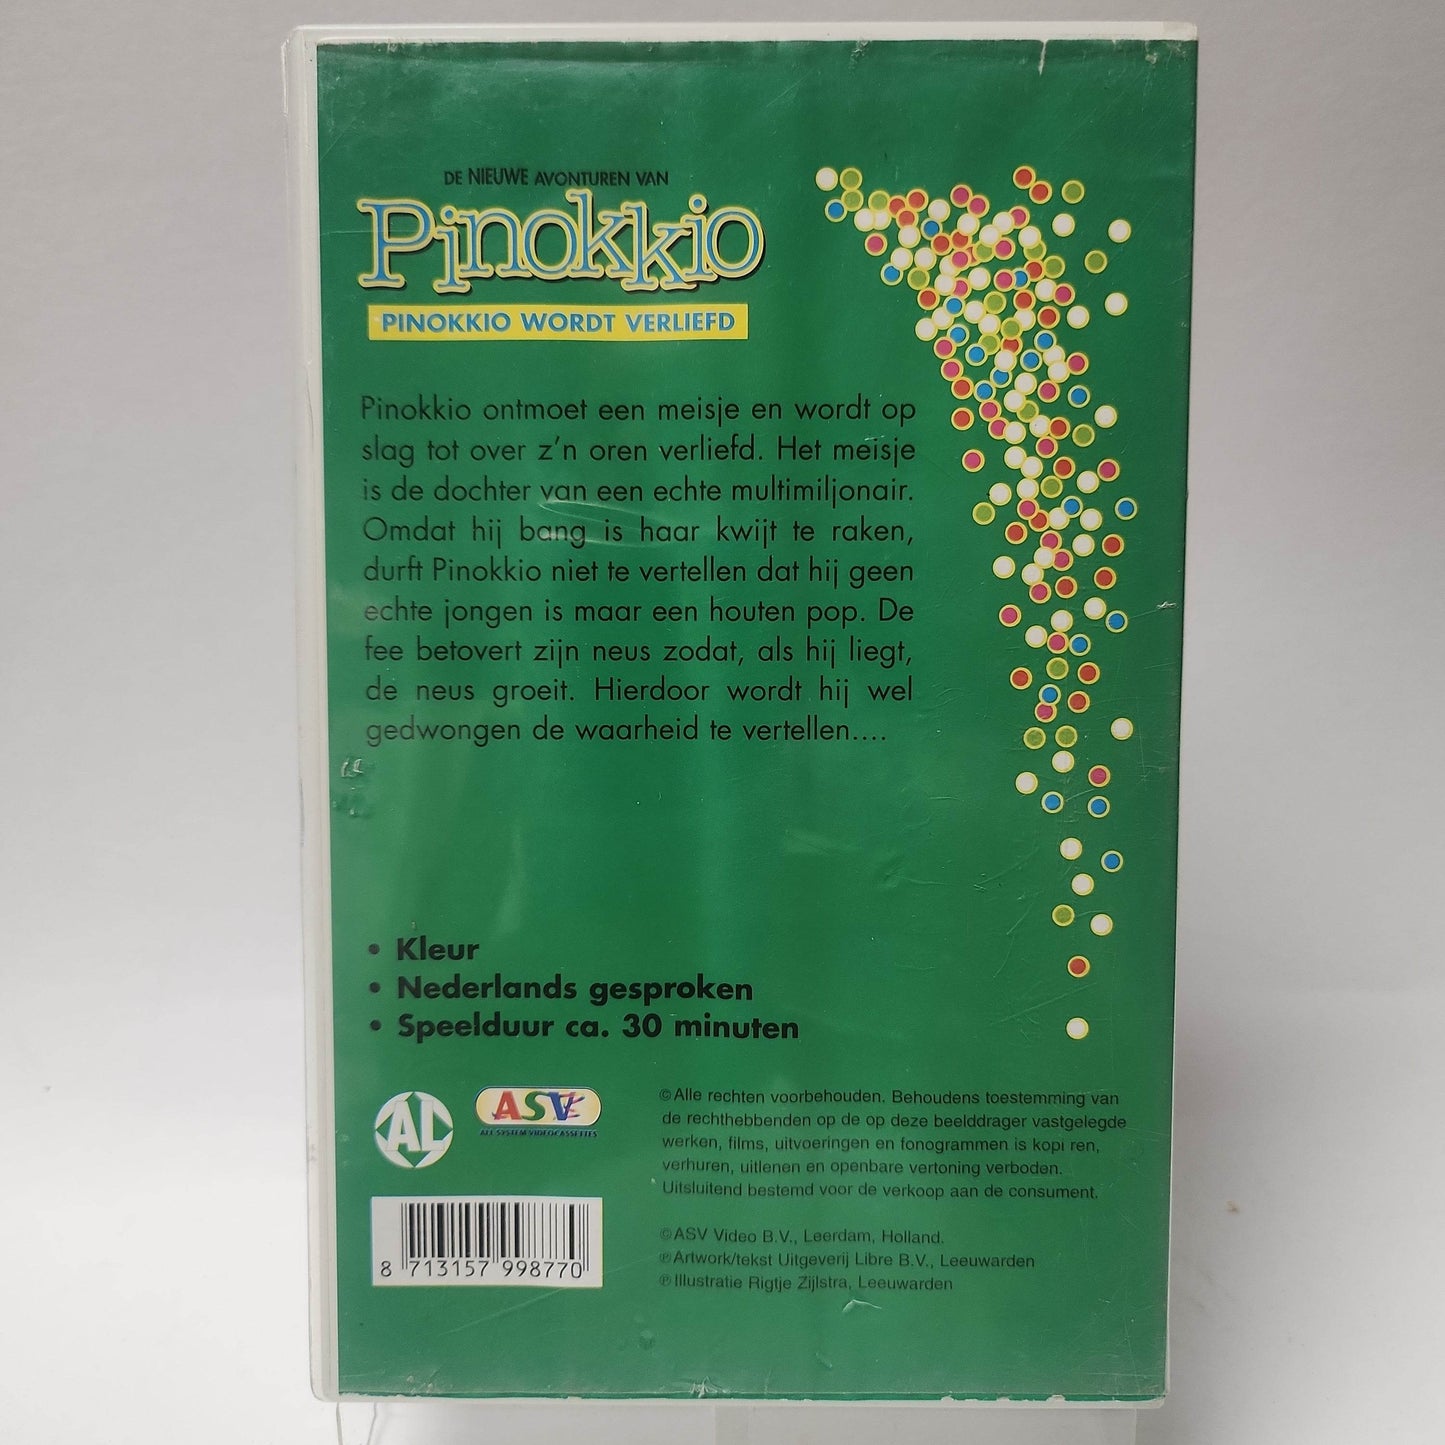 DE NIEUWE AVONTUREN VAN
Pinokkio
PINOKKIO WORDT VERLIEFD
Pinokkio ontmoet een meisje en wordt op
slag tot over z'n oren verliefd. Het meisje
is de dochter van een echte multimiljonair.
Omdat hij bang is haar kwijt te raken,
durft Pinokkio niet te vertellen dat hij geen
echte jongen is maar een houten pop. De
fee betovert zijn neus zodat, als hij liegt,
de neus groeit. Hierdoor wordt hij wel
gedwongen de waarheid te vertellen....
• Kleur
• Nederlands gesproken
• Speelduur ca. 30 minuten
AL
ASV
ALL SYSTEM VIDEOCASSETTES
©Alle rechten voorbehouden. Behoudens toestemming van
de rechthebbenden op de op deze beelddrager vastgelegde
werken, films, uitvoeringen en fonogrammen is kopi ren,
verhuren, uitlenen en openbare vertoning verboden.
Uitsluitend bestemd voor de verkoop aan de consument.
©ASV Video B.V., Leerdam, Holland.
℗Artwork/tekst Uitgeverij Libre B.V., Leeuwarden
℗Illustratie Rigtje Zijlstra, Leeuwarden
8 713157 998770